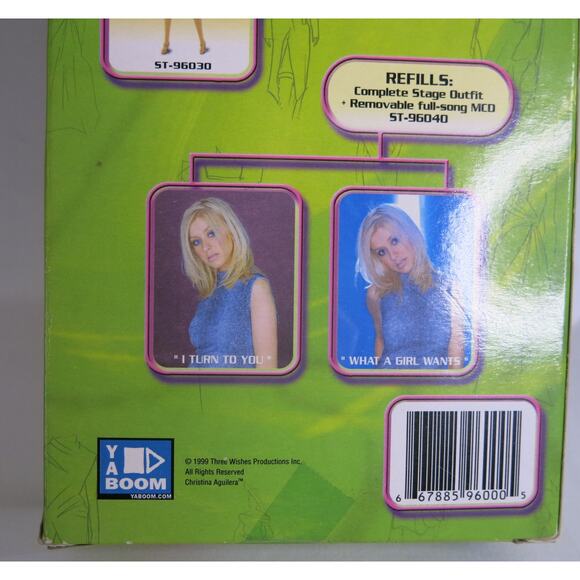 ST-96030
REFILLS:
Complete Stage Outfit
+ Removable full-song MCD
ST-96040
" I TURN TO YOU "
" WHAT A GIRL WANTS "
YA
BOOM
YABOOM.COM
© 1999 Three Wishes Productions Inc.
All Rights Reserved
Christina Aguilera™
6 67885 96000 5